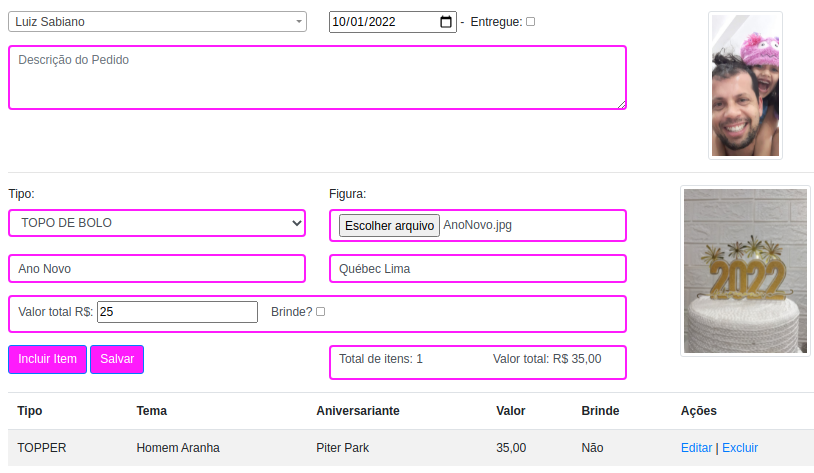 Luiz Sabiano 10/01/2022 - Entregue:
Descrição do Pedido
Tipo: Figura:
TOPO DE BOLO Escolher arquivo AnoNovo.jpg
Ano Novo Québec Lima
2022
Valor total R$: 25 Brinde?
Incluir Item Salvar Total de itens: 1 Valor total: R$ 35,00
Tipo Tema Aniversariante Valor Brinde Ações
TOPPER Homem Aranha Piter Park 35,00 Não Editar | Excluir